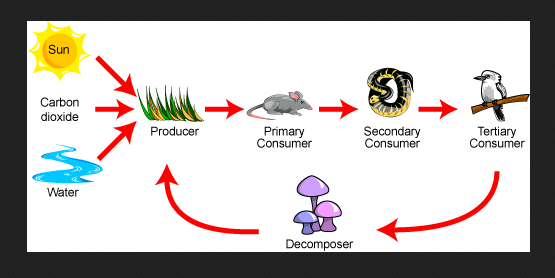 Sun
Carbon
dioxide
Water
Producer
Primary
Consumer
Secondary
Consumer
Tertiary
Consumer
Decomposer